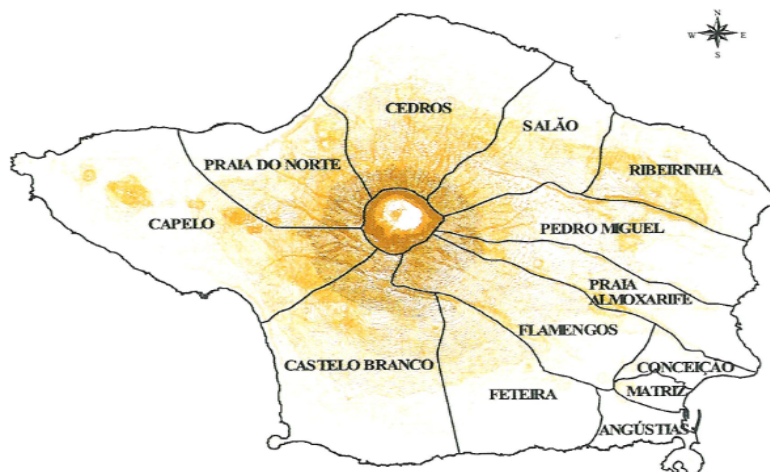 N
W E
S
CEDROS
SALÃO
PRAIA DO NORTE
RIBEIRINHA
CAPELO
PEDRO MIGUEL
PRAIA
ALMOXARIFE
FLAMENGOS
CASTELO BRANCO
CONCEIÇÃO
FETEIRA
MATRIZ
ANGÚSTIAS